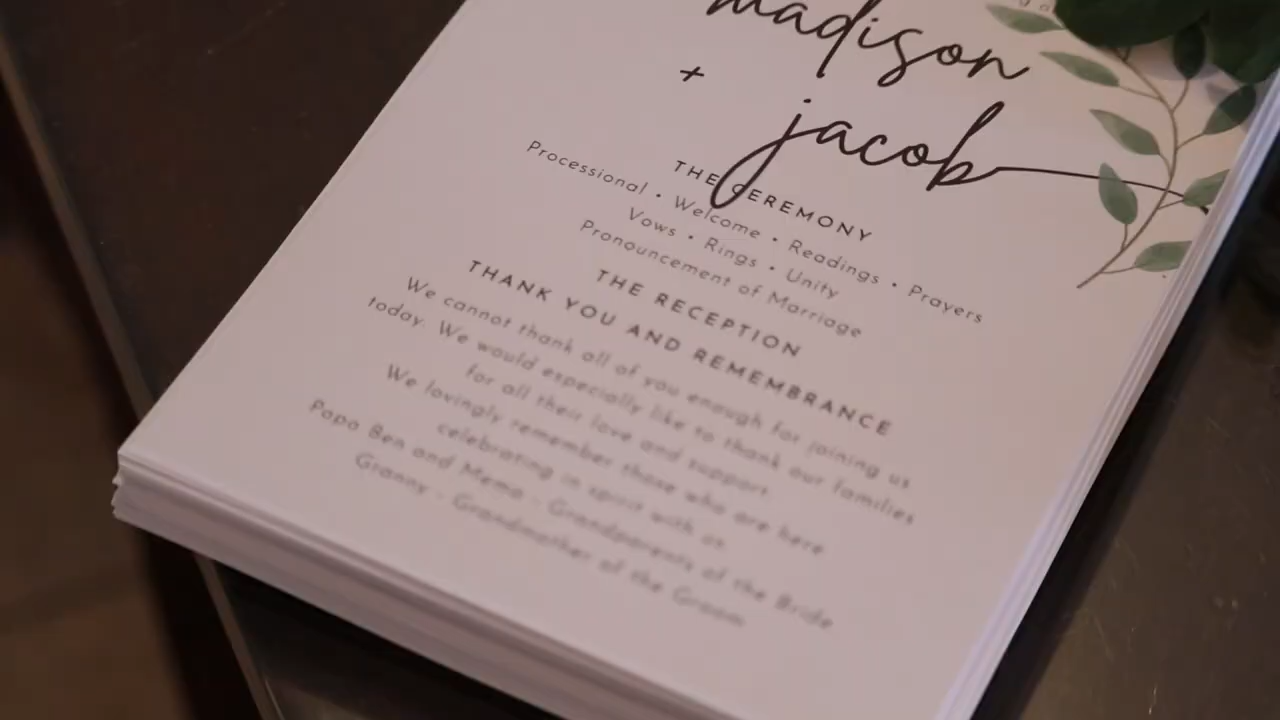 madison
+
jacob
THE CEREMONY
Processional • Welcome • Readings • Prayers
Vows • Rings • Unity
Pronouncement of Marriage
THE RECEPTION
THANK YOU AND REMEMBRANCE
We cannot thank all of you enough for joining us
today. We would especially like to thank our families
for all their love and support.
We lovingly remember those who are here
celebrating in spirit with us.
Papa Ben and Mema - Grandparents of the Bride
Granny - Grandmother of the Groom